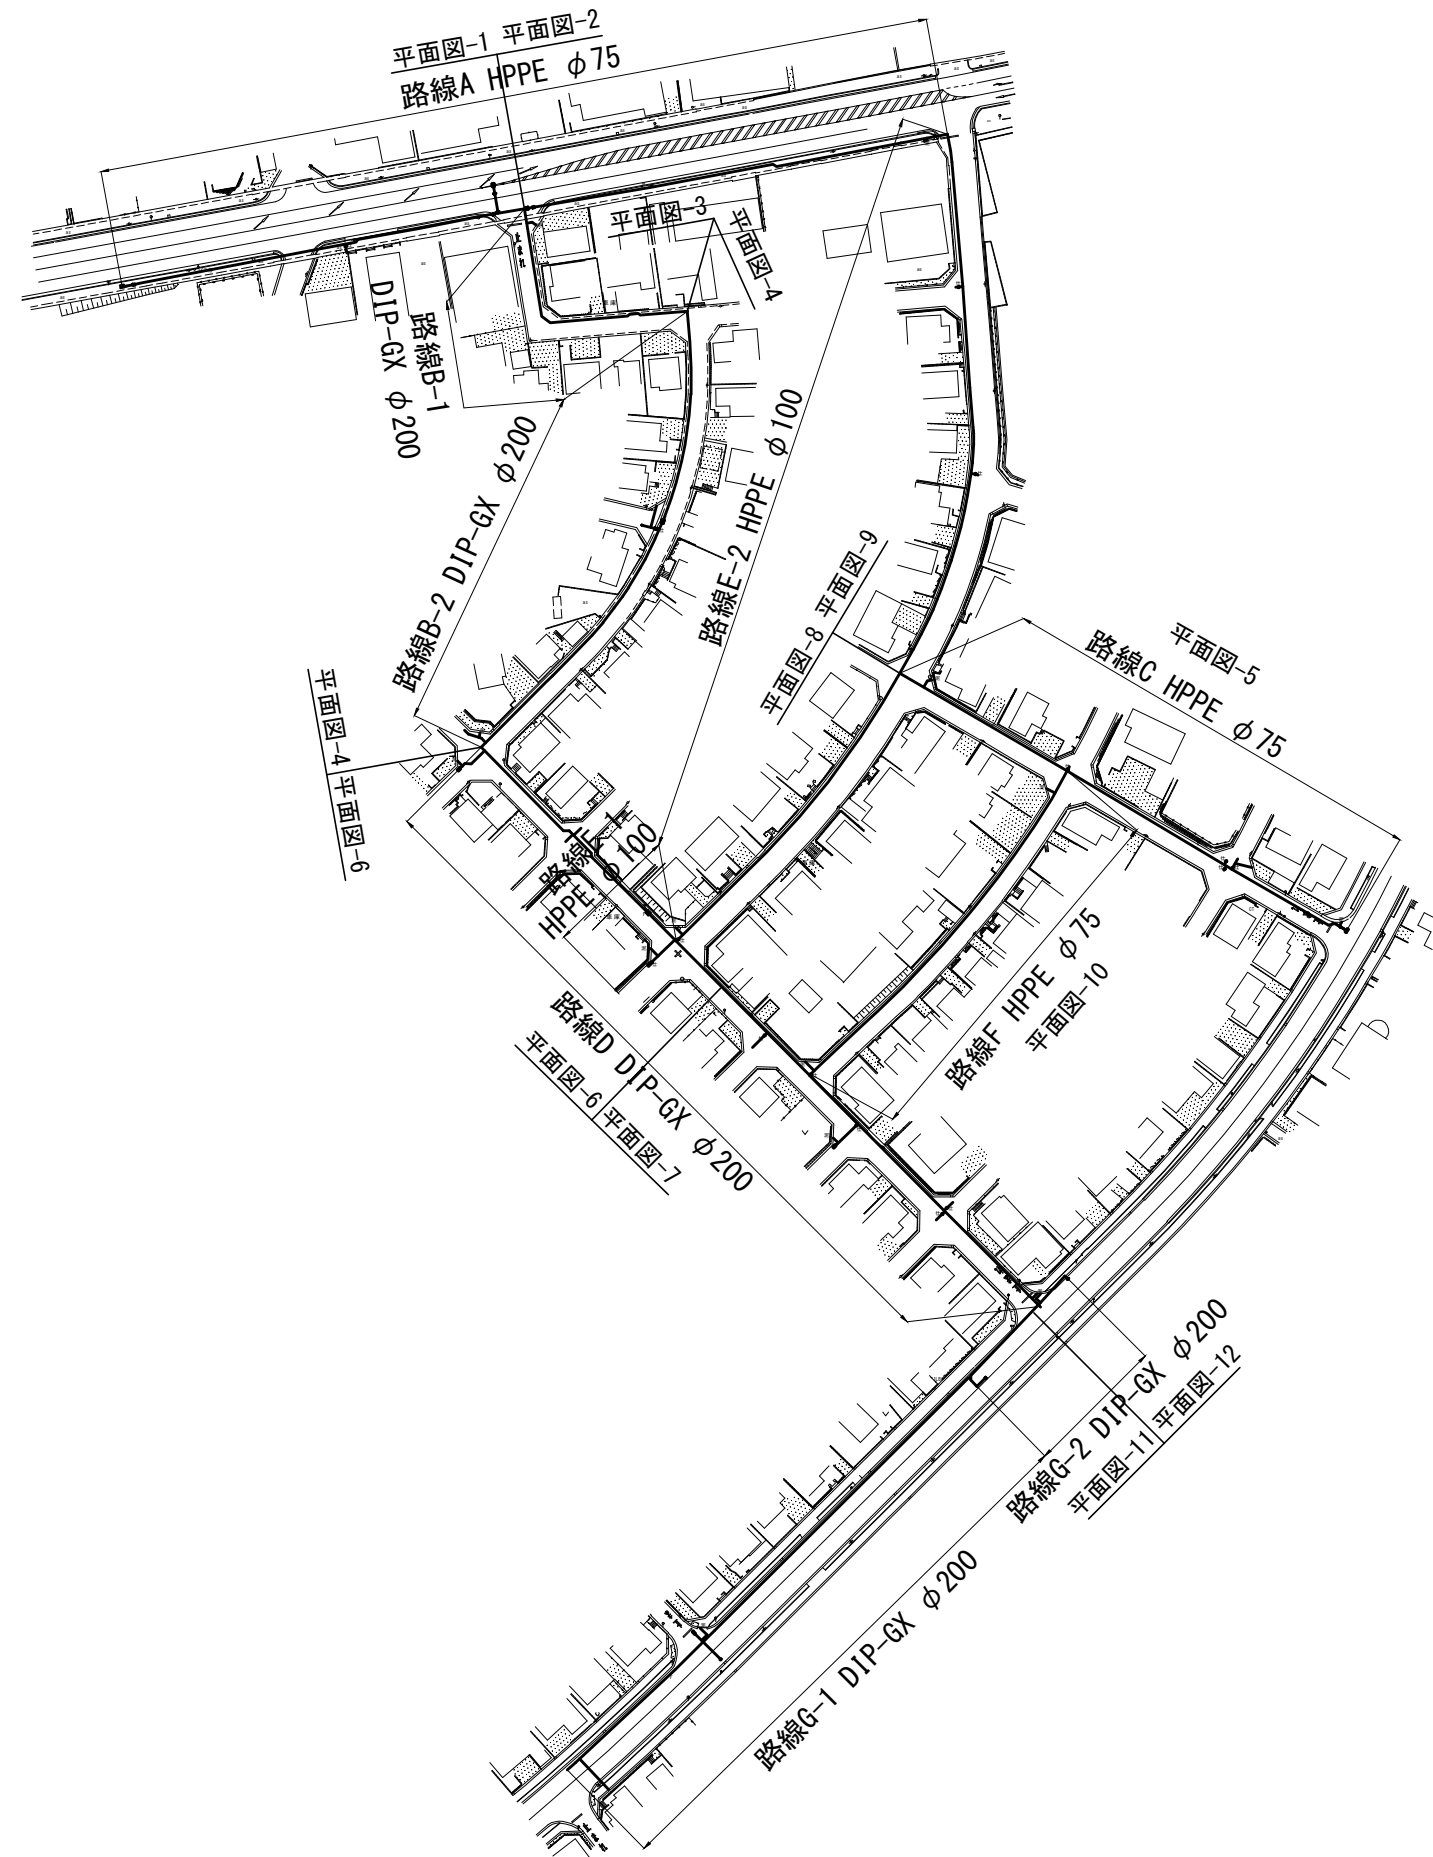 平面図-1 平面図-2
路線A HPPE φ75
平面図-3
平面図-4
止まれ
路線B-1
DIP-GX φ200
路線B-2 DIP-GX φ200
路線E-2 HPPE φ100
平面図-8 平面図-9
平面図-5
路線C HPPE φ75
平面図-4 平面図-6
路線E-1
HPPE φ100
路線D DIP-GX φ200
平面図-6 平面図-7
路線F HPPE φ75
平面図-10
路線G-2 DIP-GX φ200
平面図-11 平面図-12
路線G-1 DIP-GX φ200